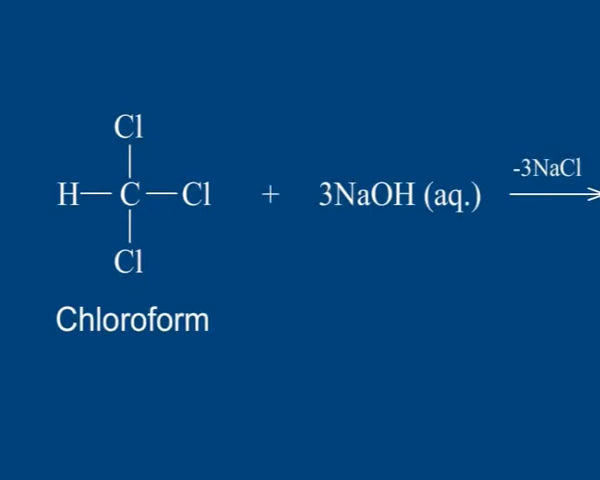 Cl
-3NaCl
H—C—Cl + 3NaOH (aq.)
Cl
Chloroform